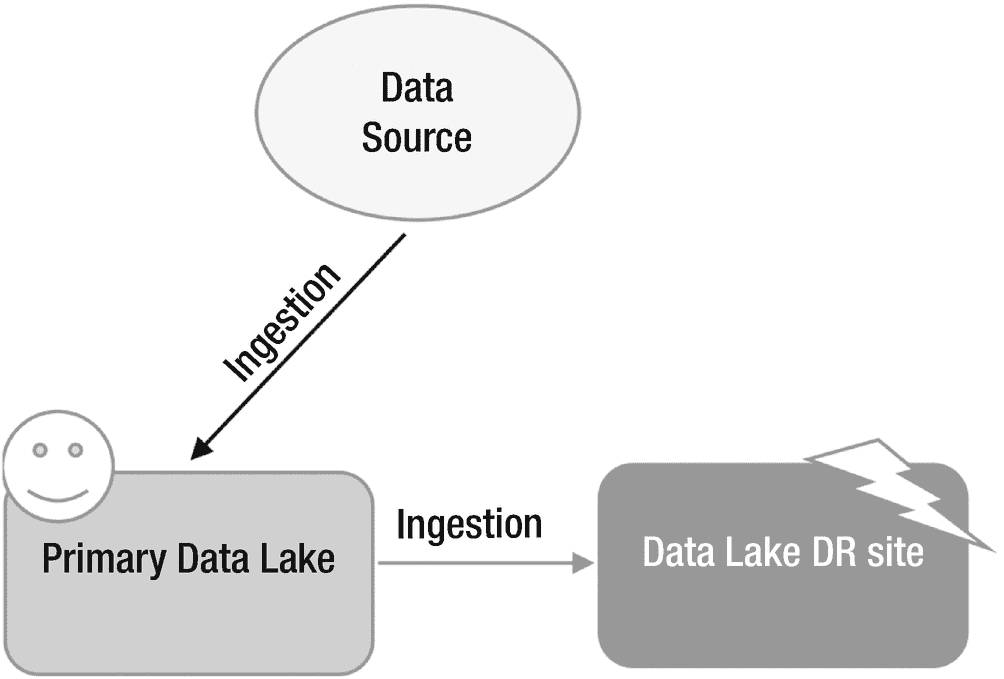 Data
Source
Ingestion
Primary Data Lake
Ingestion
Data Lake DR site